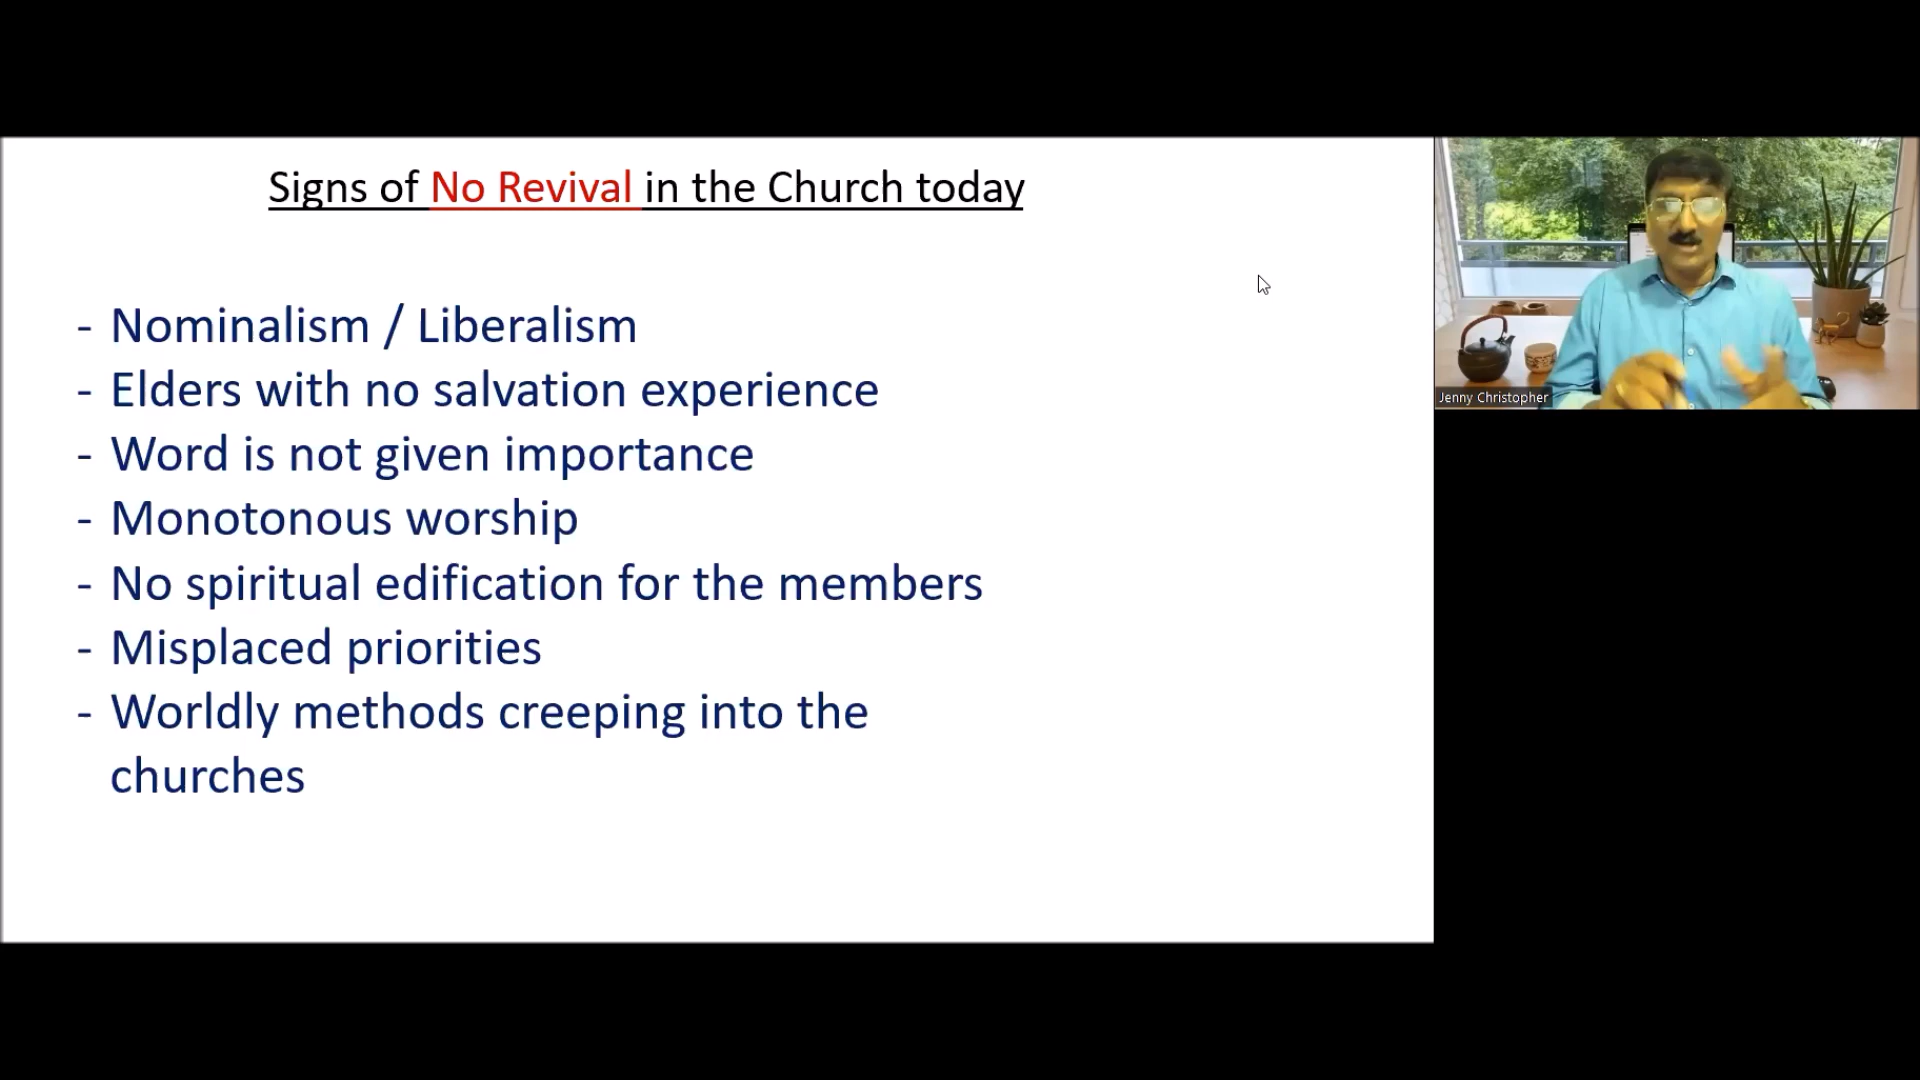 Signs of No Revival in the Church today
- Nominalism / Liberalism
- Elders with no salvation experience
- Word is not given importance
- Monotonous worship
- No spiritual edification for the members
- Misplaced priorities
- Worldly methods creeping into the
churches
Jenny Christopher